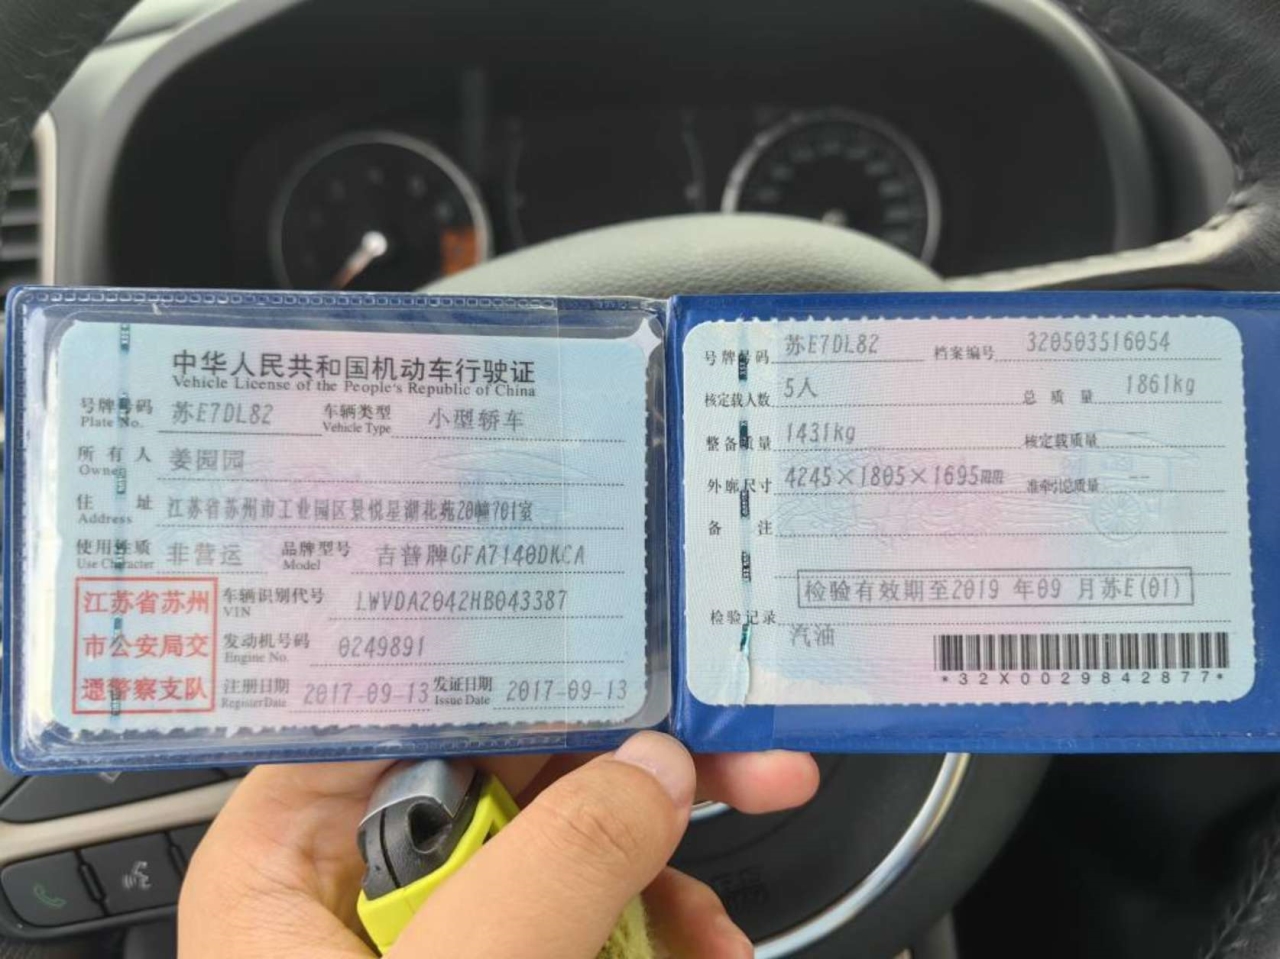 中华人民共和国机动车行驶证
Vehicle License of the People's Republic of China
号牌号码 苏E7DL82 车辆类型 小型轿车
Plate No. Vehicle Type
所有人 姜园园
Owner
住址 江苏省苏州市工业园区景悦星湖花苑20幢701室
Address
使用性质 非营运 品牌型号 吉普牌GFA7140DKCA
Use Character Model
江苏省苏州
市公安局交
通警察支队
车辆识别代号 LWVDA2042HB043387
VIN
发动机号码 0249891
Engine No.
注册日期 2017-09-13 发证日期 2017-09-13
Register Date Issue Date
号牌号码 苏E7DL82 档案编号 320503516054
核定载人数 5人 总质量 1861kg
整备质量 1431kg 核定载质量 --
外廓尺寸 4245×1805×1695mm 准牵引总质量 --
备注
检验有效期至2019 年09 月苏E(01)
检验记录
汽油
*32X0029842877*